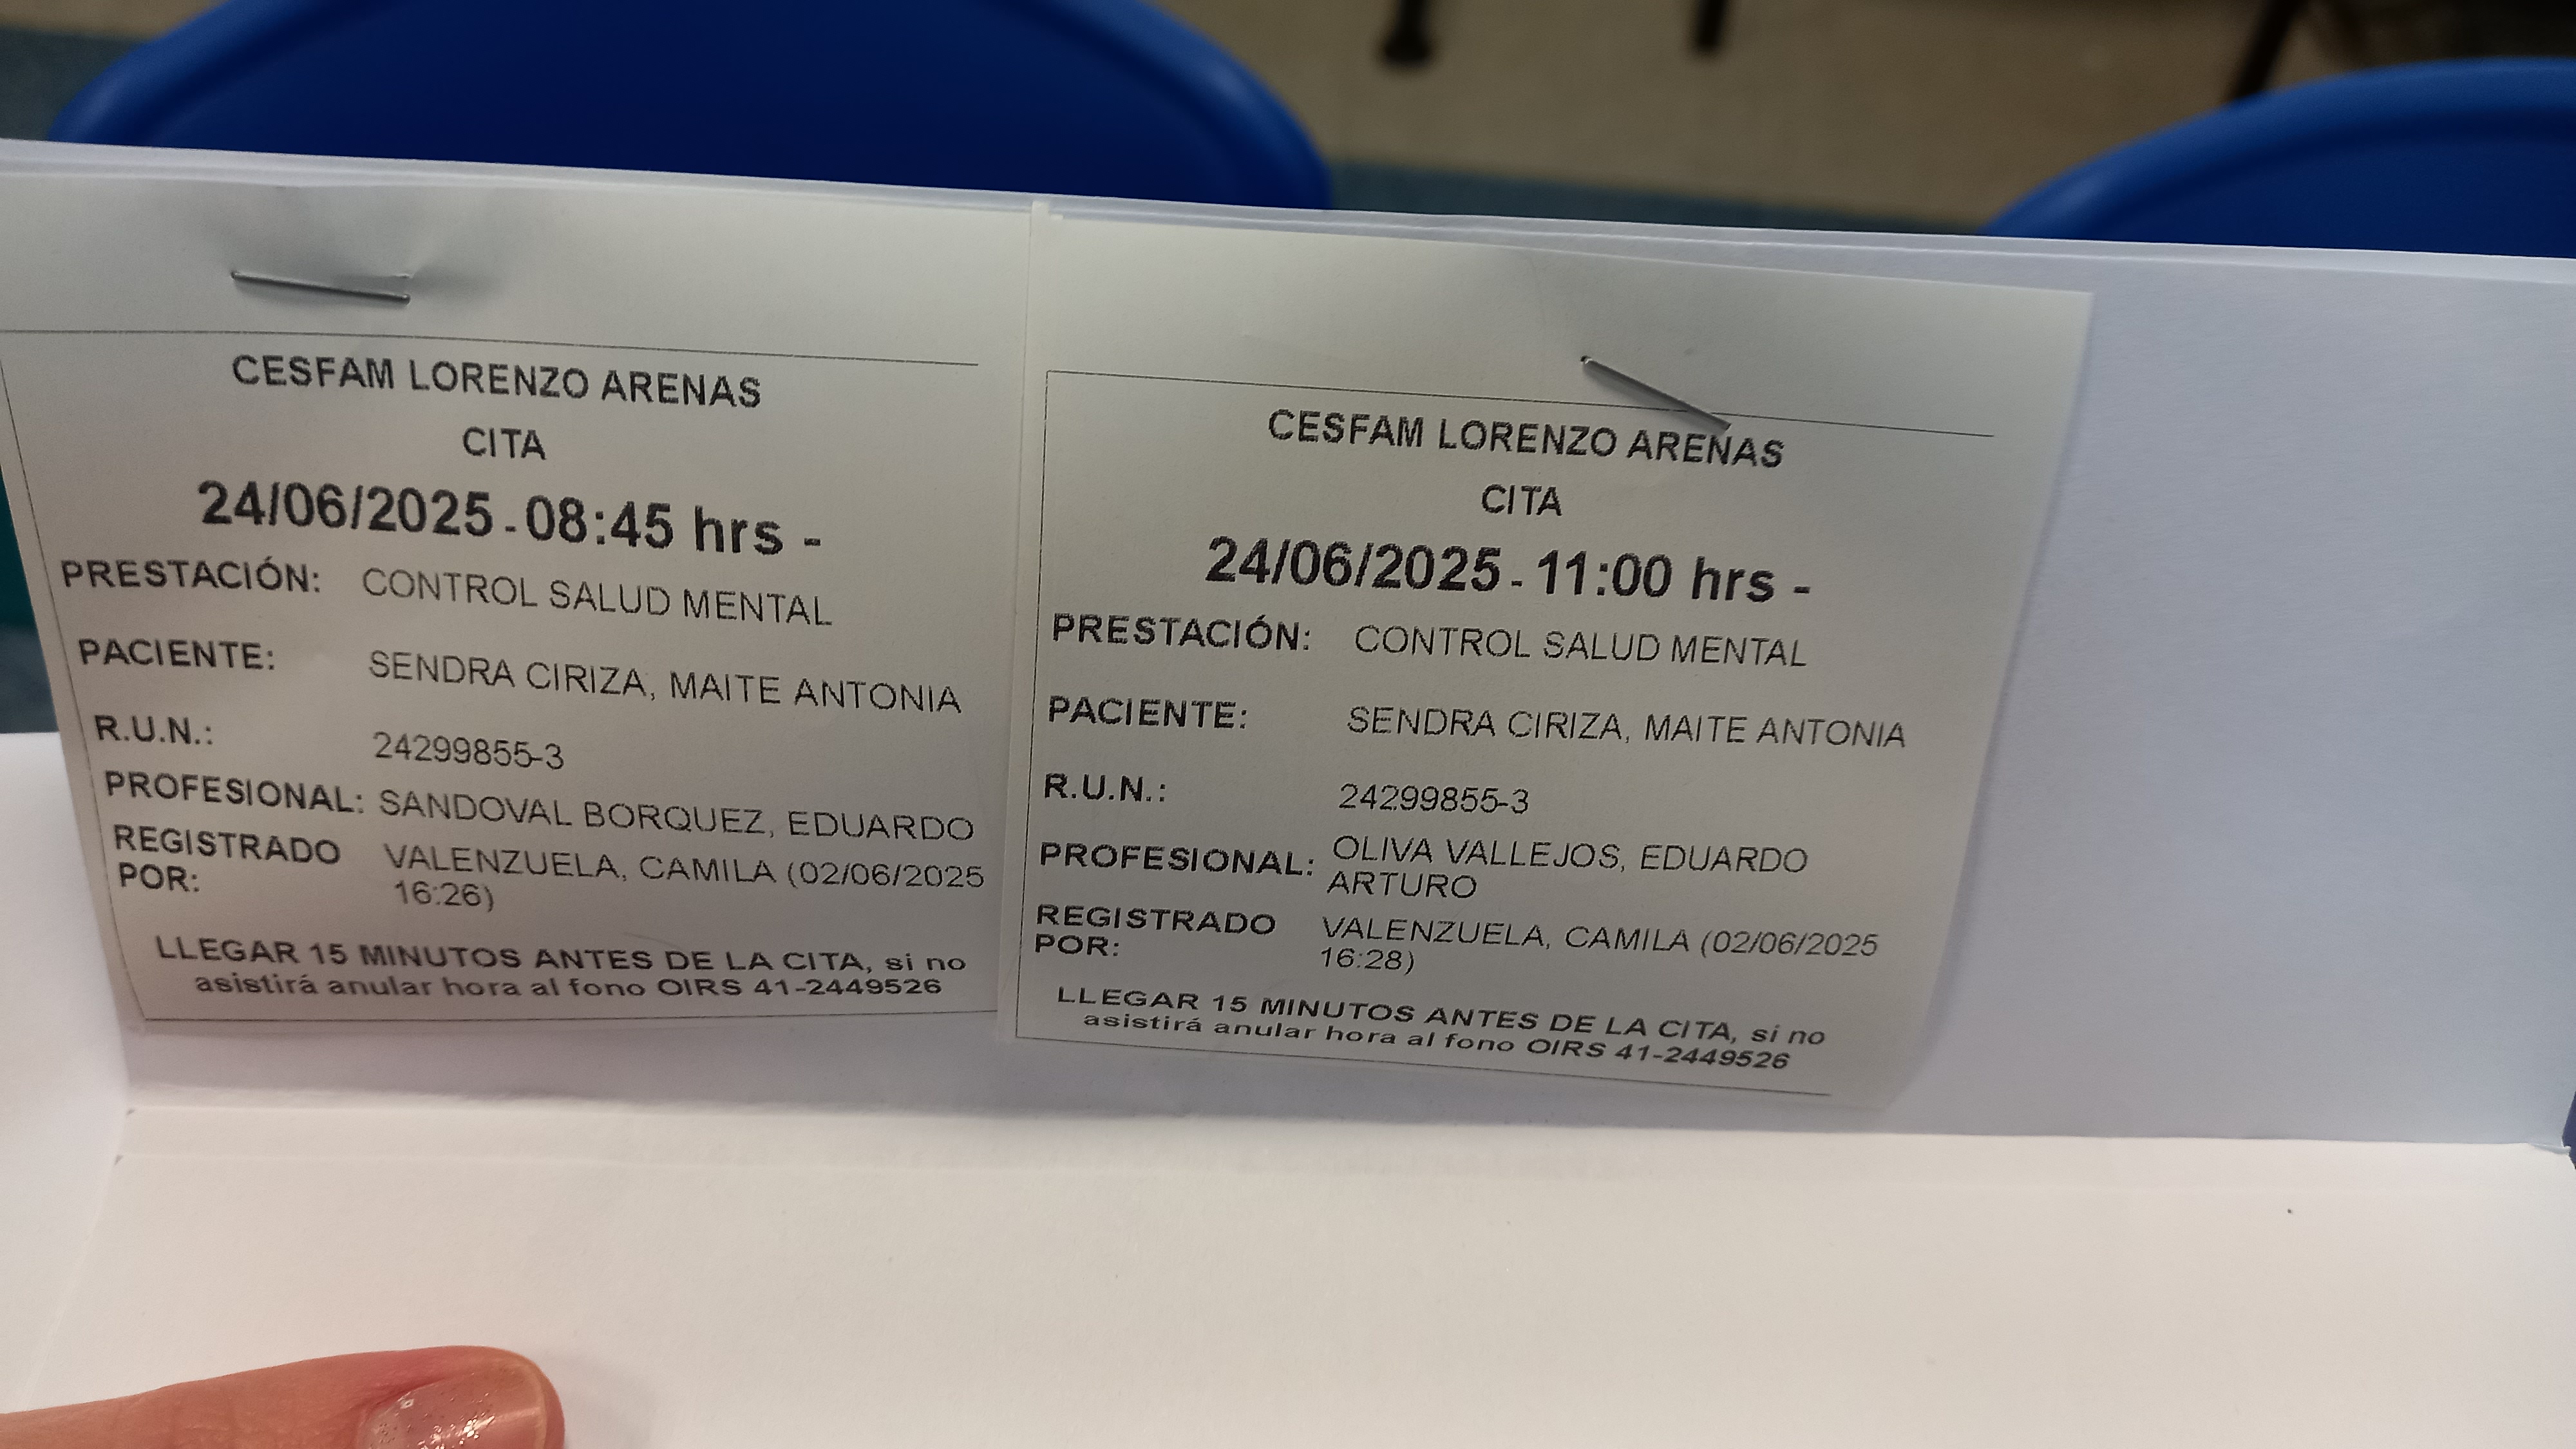 CESFAM LORENZO ARENAS
CITA
24/06/2025 - 08:45 hrs -
PRESTACIÓN: CONTROL SALUD MENTAL
PACIENTE: SENDRA CIRIZA, MAITE ANTONIA
R.U.N.: 24299855-3
PROFESIONAL: SANDOVAL BORQUEZ, EDUARDO
REGISTRADO POR: VALENZUELA, CAMILA (02/06/2025
16:26)
LLEGAR 15 MINUTOS ANTES DE LA CITA, si no
asistirá anular hora al fono OIRS 41-2449526
CESFAM LORENZO ARENAS
CITA
24/06/2025 - 11:00 hrs -
PRESTACIÓN: CONTROL SALUD MENTAL
PACIENTE: SENDRA CIRIZA, MAITE ANTONIA
R.U.N.: 24299855-3
PROFESIONAL: OLIVA VALLEJOS, EDUARDO
ARTURO
REGISTRADO POR: VALENZUELA, CAMILA (02/06/2025
16:28)
LLEGAR 15 MINUTOS ANTES DE LA CITA, si no
asistirá anular hora al fono OIRS 41-2449526